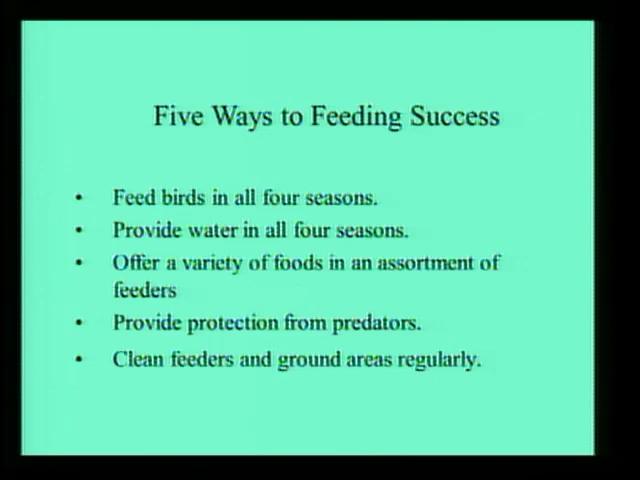 Five Ways to Feeding Success
• Feed birds in all four seasons.
• Provide water in all four seasons.
• Offer a variety of foods in an assortment of
feeders
• Provide protection from predators.
• Clean feeders and ground areas regularly.